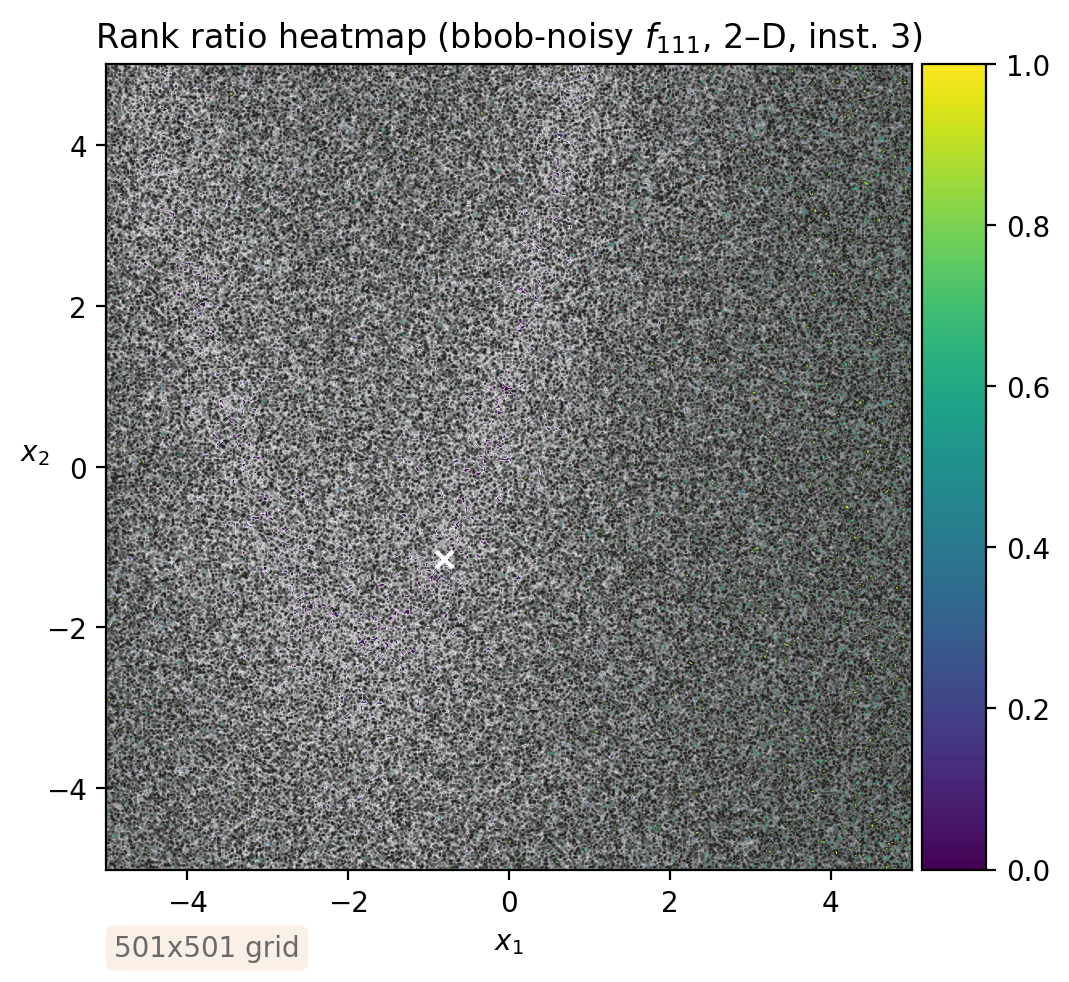 Rank ratio heatmap (bbob-noisy f₁₁₁, 2–D, inst. 3)
1.0
0.8
0.6
0.4
0.2
0.0
4
2
0
−2
−4
x₂
−4 −2 0 2 4
x₁
501x501 grid